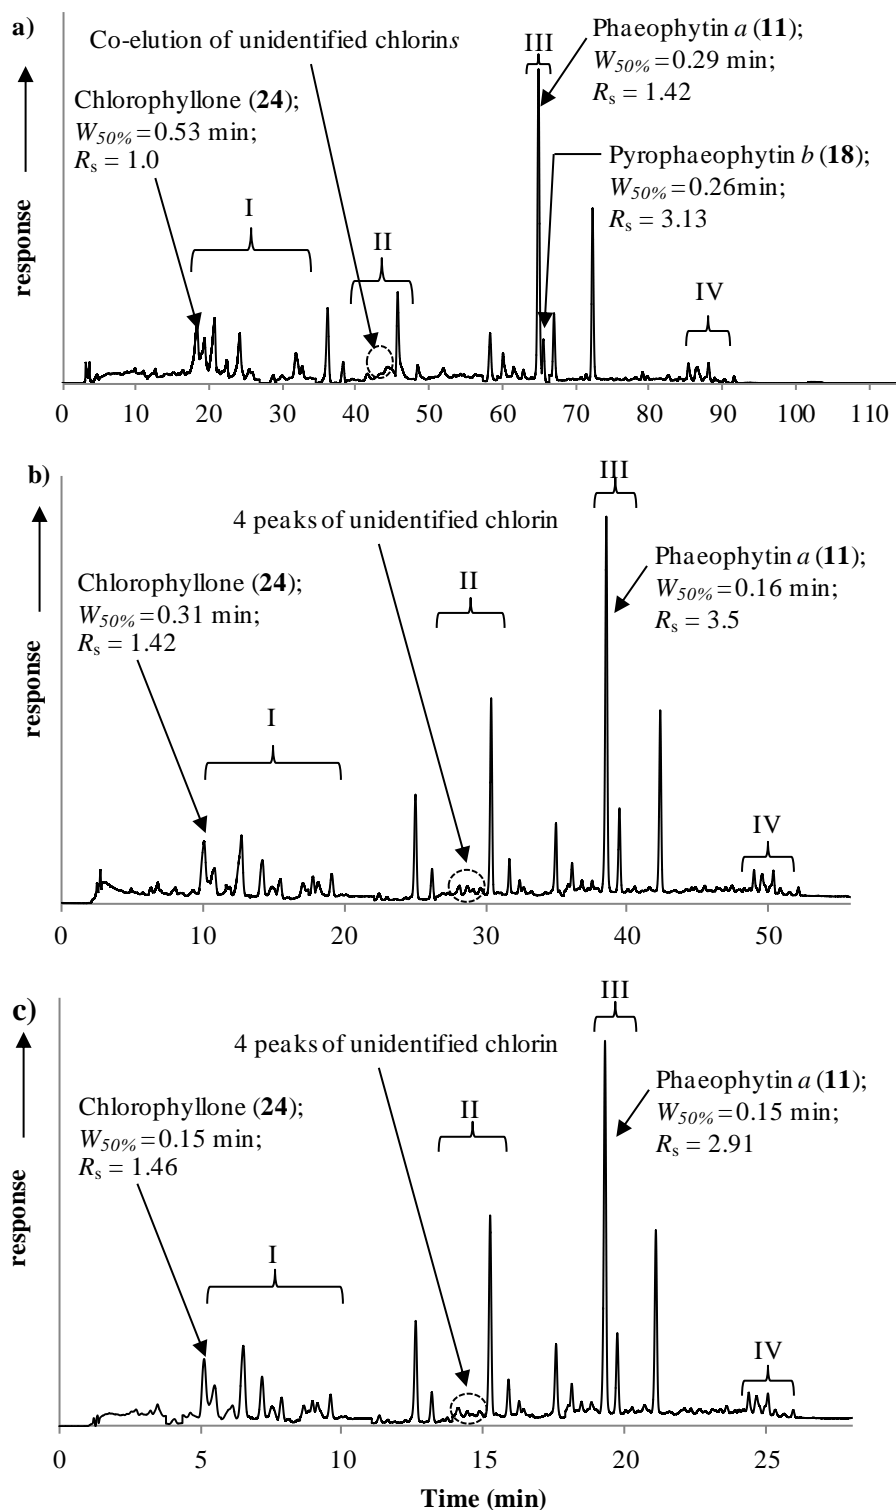 a)
Co-elution of unidentified chlorins
III
Phaeophytin a (11);
W50% = 0.29 min;
Rs = 1.42
Chlorophyllone (24);
W50% = 0.53 min;
Rs = 1.0
Pyrophaeophytin b (18);
W50% = 0.26min;
Rs = 3.13
I
II
IV
response
0 10 20 30 40 50 60 70 80 90 100 110
b)
III
4 peaks of unidentified chlorin
Phaeophytin a (11);
W50% = 0.16 min;
Rs = 3.5
Chlorophyllone (24);
W50% = 0.31 min;
Rs = 1.42
II
I
IV
response
0 10 20 30 40 50
c)
III
4 peaks of unidentified chlorin
Phaeophytin a (11);
W50% = 0.15 min;
Rs = 2.91
Chlorophyllone (24);
W50% = 0.15 min;
Rs = 1.46
II
I
IV
response
0 5 10 15 20 25
Time (min)